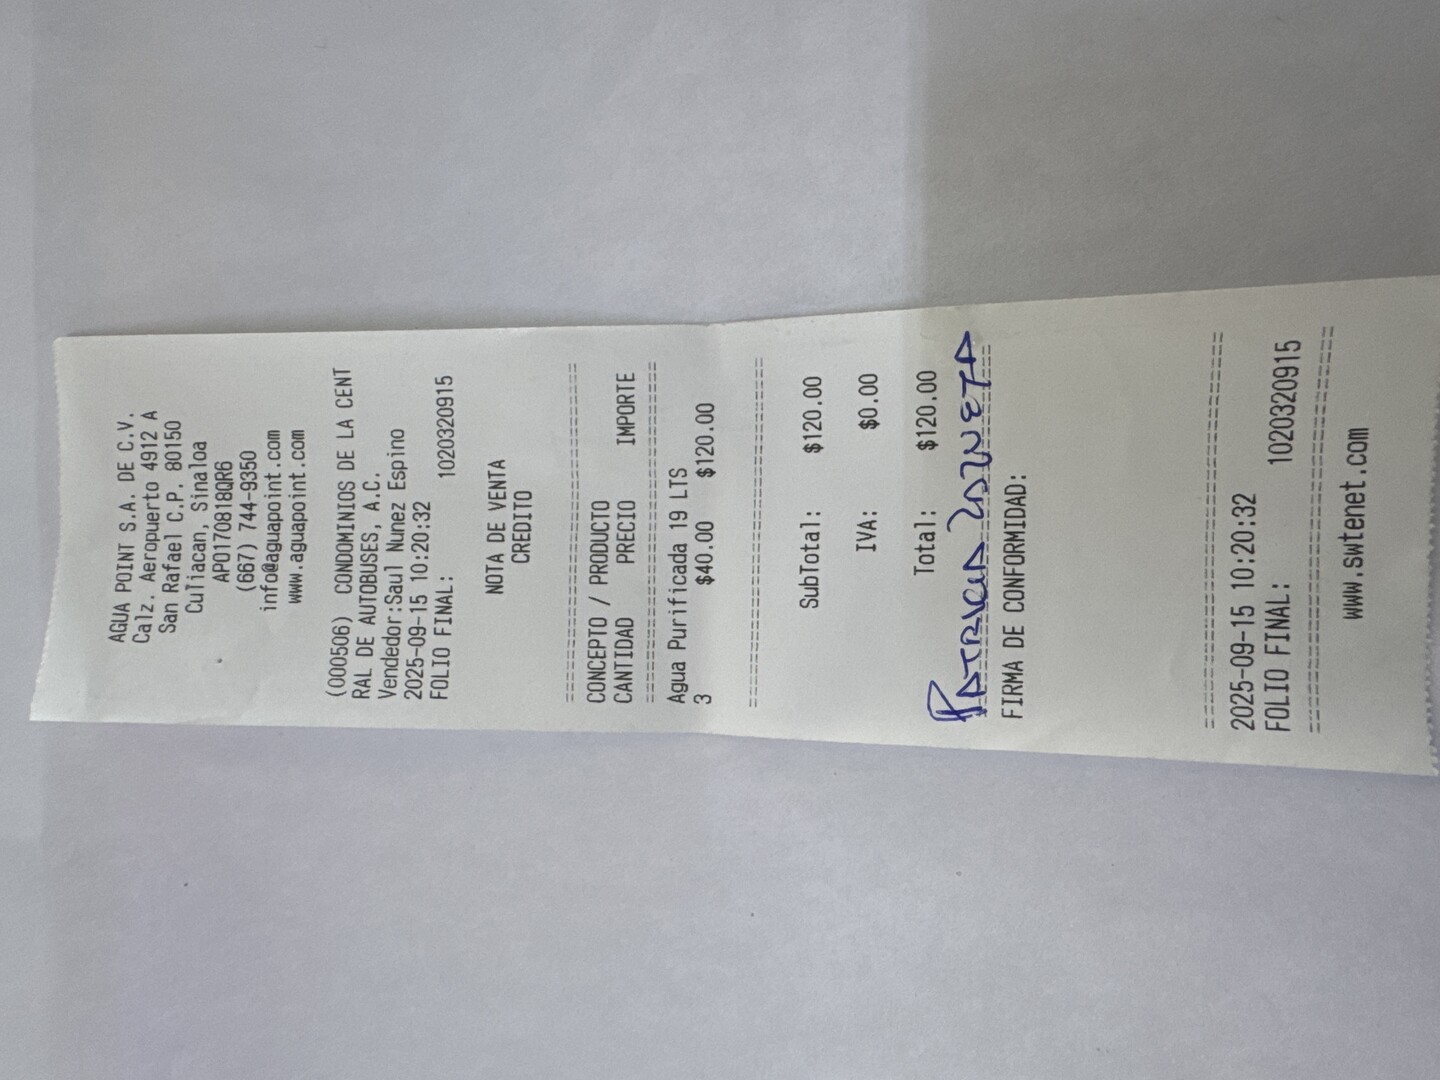 AGUA POINT S.A. DE C.V.
Calz. Aeropuerto 4912 A
San Rafael C.P. 80150
Culiacan, Sinaloa
APO170818QR6
(667) 744-9350
info@aguapoint.com
www.aguapoint.com
(000506) CONDOMINIOS DE LA CENT
RAL DE AUTOBUSES, A.C.
Vendedor:Saul Nunez Espino
2025-09-15 10:20:32
FOLIO FINAL: 1020320915
NOTA DE VENTA
CREDITO
==============================
CONCEPTO / PRODUCTO
CANTIDAD PRECIO IMPORTE
==============================
Agua Purificada 19 LTS
3 $40.00 $120.00
==============================
SubTotal: $120.00
IVA: $0.00
Total: $120.00
PATRICIA ZAZUETA
==============================
FIRMA DE CONFORMIDAD:
==============================
2025-09-15 10:20:32
FOLIO FINAL: 1020320915
==============================
www.swtenet.com